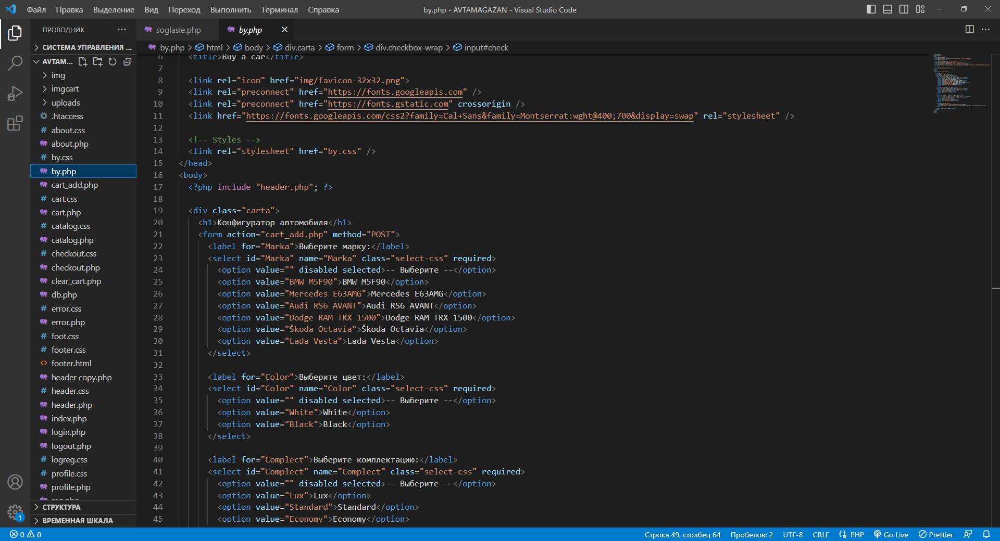 Файл Правка Выделение Вид Переход Выполнить Терминал Справка
by.php - AVTAMAGAZAN - Visual Studio Code
ПРОВОДНИК
soglasie.php
by.php
СИСТЕМА УПРАВЛЕНИЯ ...
by.php > html > body > div.carta > form > div.checkbox-wrap > input#check
AVTAM...
img
imgcart
uploads
.htaccess
about.css
about.php
by.css
by.php
cart_add.php
cart.css
cart.php
catalog.css
catalog.php
checkout.css
checkout.php
clear_cart.php
db.php
error.css
error.php
foot.css
footer.css
footer.html
header copy.php
header.css
header.php
index.php
login.php
logout.php
logreg.css
profile.css
profile.php
СТРУКТУРА
ВРЕМЕННАЯ ШКАЛА
1
6 <title>Buy a car</title>
7
8 <link rel="icon" href="img/favicon-32x32.png">
9 <link rel="preconnect" href="https://fonts.googleapis.com" />
10 <link rel="preconnect" href="https://fonts.gstatic.com" crossorigin />
11 <link href="https://fonts.googleapis.com/css2?family=Cal+Sans&family=Montserrat:wght@400;700&display=swap" rel="stylesheet" />
12
13 <!-- Styles -->
14 <link rel="stylesheet" href="by.css" />
15 </head>
16 <body>
17 <?php include "header.php"; ?>
18
19 <div class="carta">
20 <h1>Конфигуратор автомобиля</h1>
21 <form action="cart_add.php" method="POST">
22 <label for="Marka">Выберите марку:</label>
23 <select id="Marka" name="Marka" class="select-css" required>
24 <option value="" disabled selected>-- Выберите --</option>
25 <option value="BMW M5F90">BMW M5F90</option>
26 <option value="Mercedes E63AMG">Mercedes E63AMG</option>
27 <option value="Audi RS6 AVANT">Audi RS6 AVANT</option>
28 <option value="Dodge RAM TRX 1500">Dodge RAM TRX 1500</option>
29 <option value="Škoda Octavia">Škoda Octavia</option>
30 <option value="Lada Vesta">Lada Vesta</option>
31 </select>
32
33 <label for="Color">Выберите цвет:</label>
34 <select id="Color" name="Color" class="select-css" required>
35 <option value="" disabled selected>-- Выберите --</option>
36 <option value="White">White</option>
37 <option value="Black">Black</option>
38 </select>
39
40 <label for="Complect">Выберите комплектацию:</label>
41 <select id="Complect" name="Complect" class="select-css" required>
42 <option value="" disabled selected>-- Выберите --</option>
43 <option value="Lux">Lux</option>
44 <option value="Standard">Standard</option>
45 <option value="Economy">Economy</option>
0 0 Строка 49, столбец 64 Пробелов: 2 UTF-8 CRLF PHP Go Live Prettier